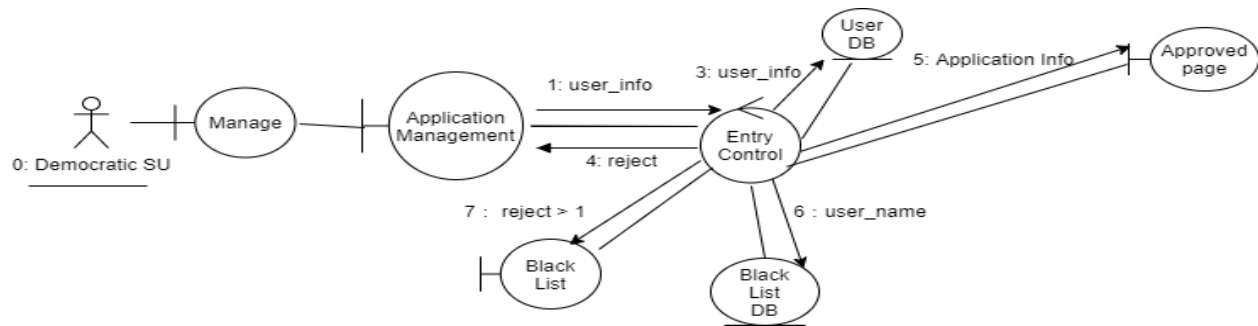 User
DB
5: Application Info
Approved
page
3: user_info
1: user_info
Manage
Application
Management
Entry
Control
0: Democratic SU
4: reject
7 :  reject > 1
6 : user_name
Black
List
Black
List
DB